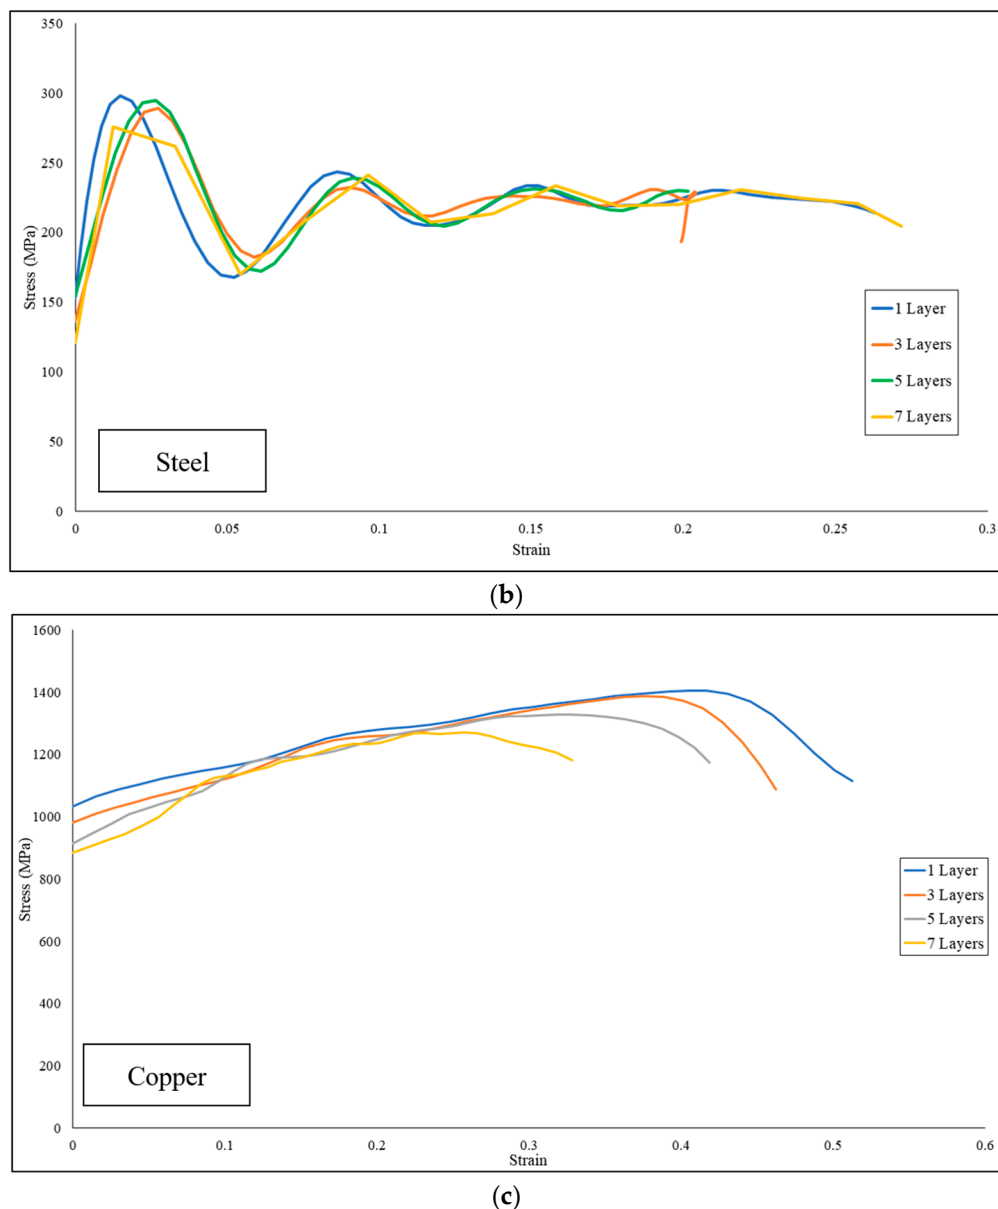 350
300
250
200
150
100
50
0
Stress (MPa)
1 Layer
3 Layers
5 Layers
7 Layers
Steel
0 0.05 0.1 0.15 0.2 0.25 0.3
Strain
(b)
1600
1400
1200
1000
800
600
400
200
0
Stress (MPa)
1 Layer
3 Layers
5 Layers
7 Layers
Copper
0 0.1 0.2 0.3 0.4 0.5 0.6
Strain
(c)